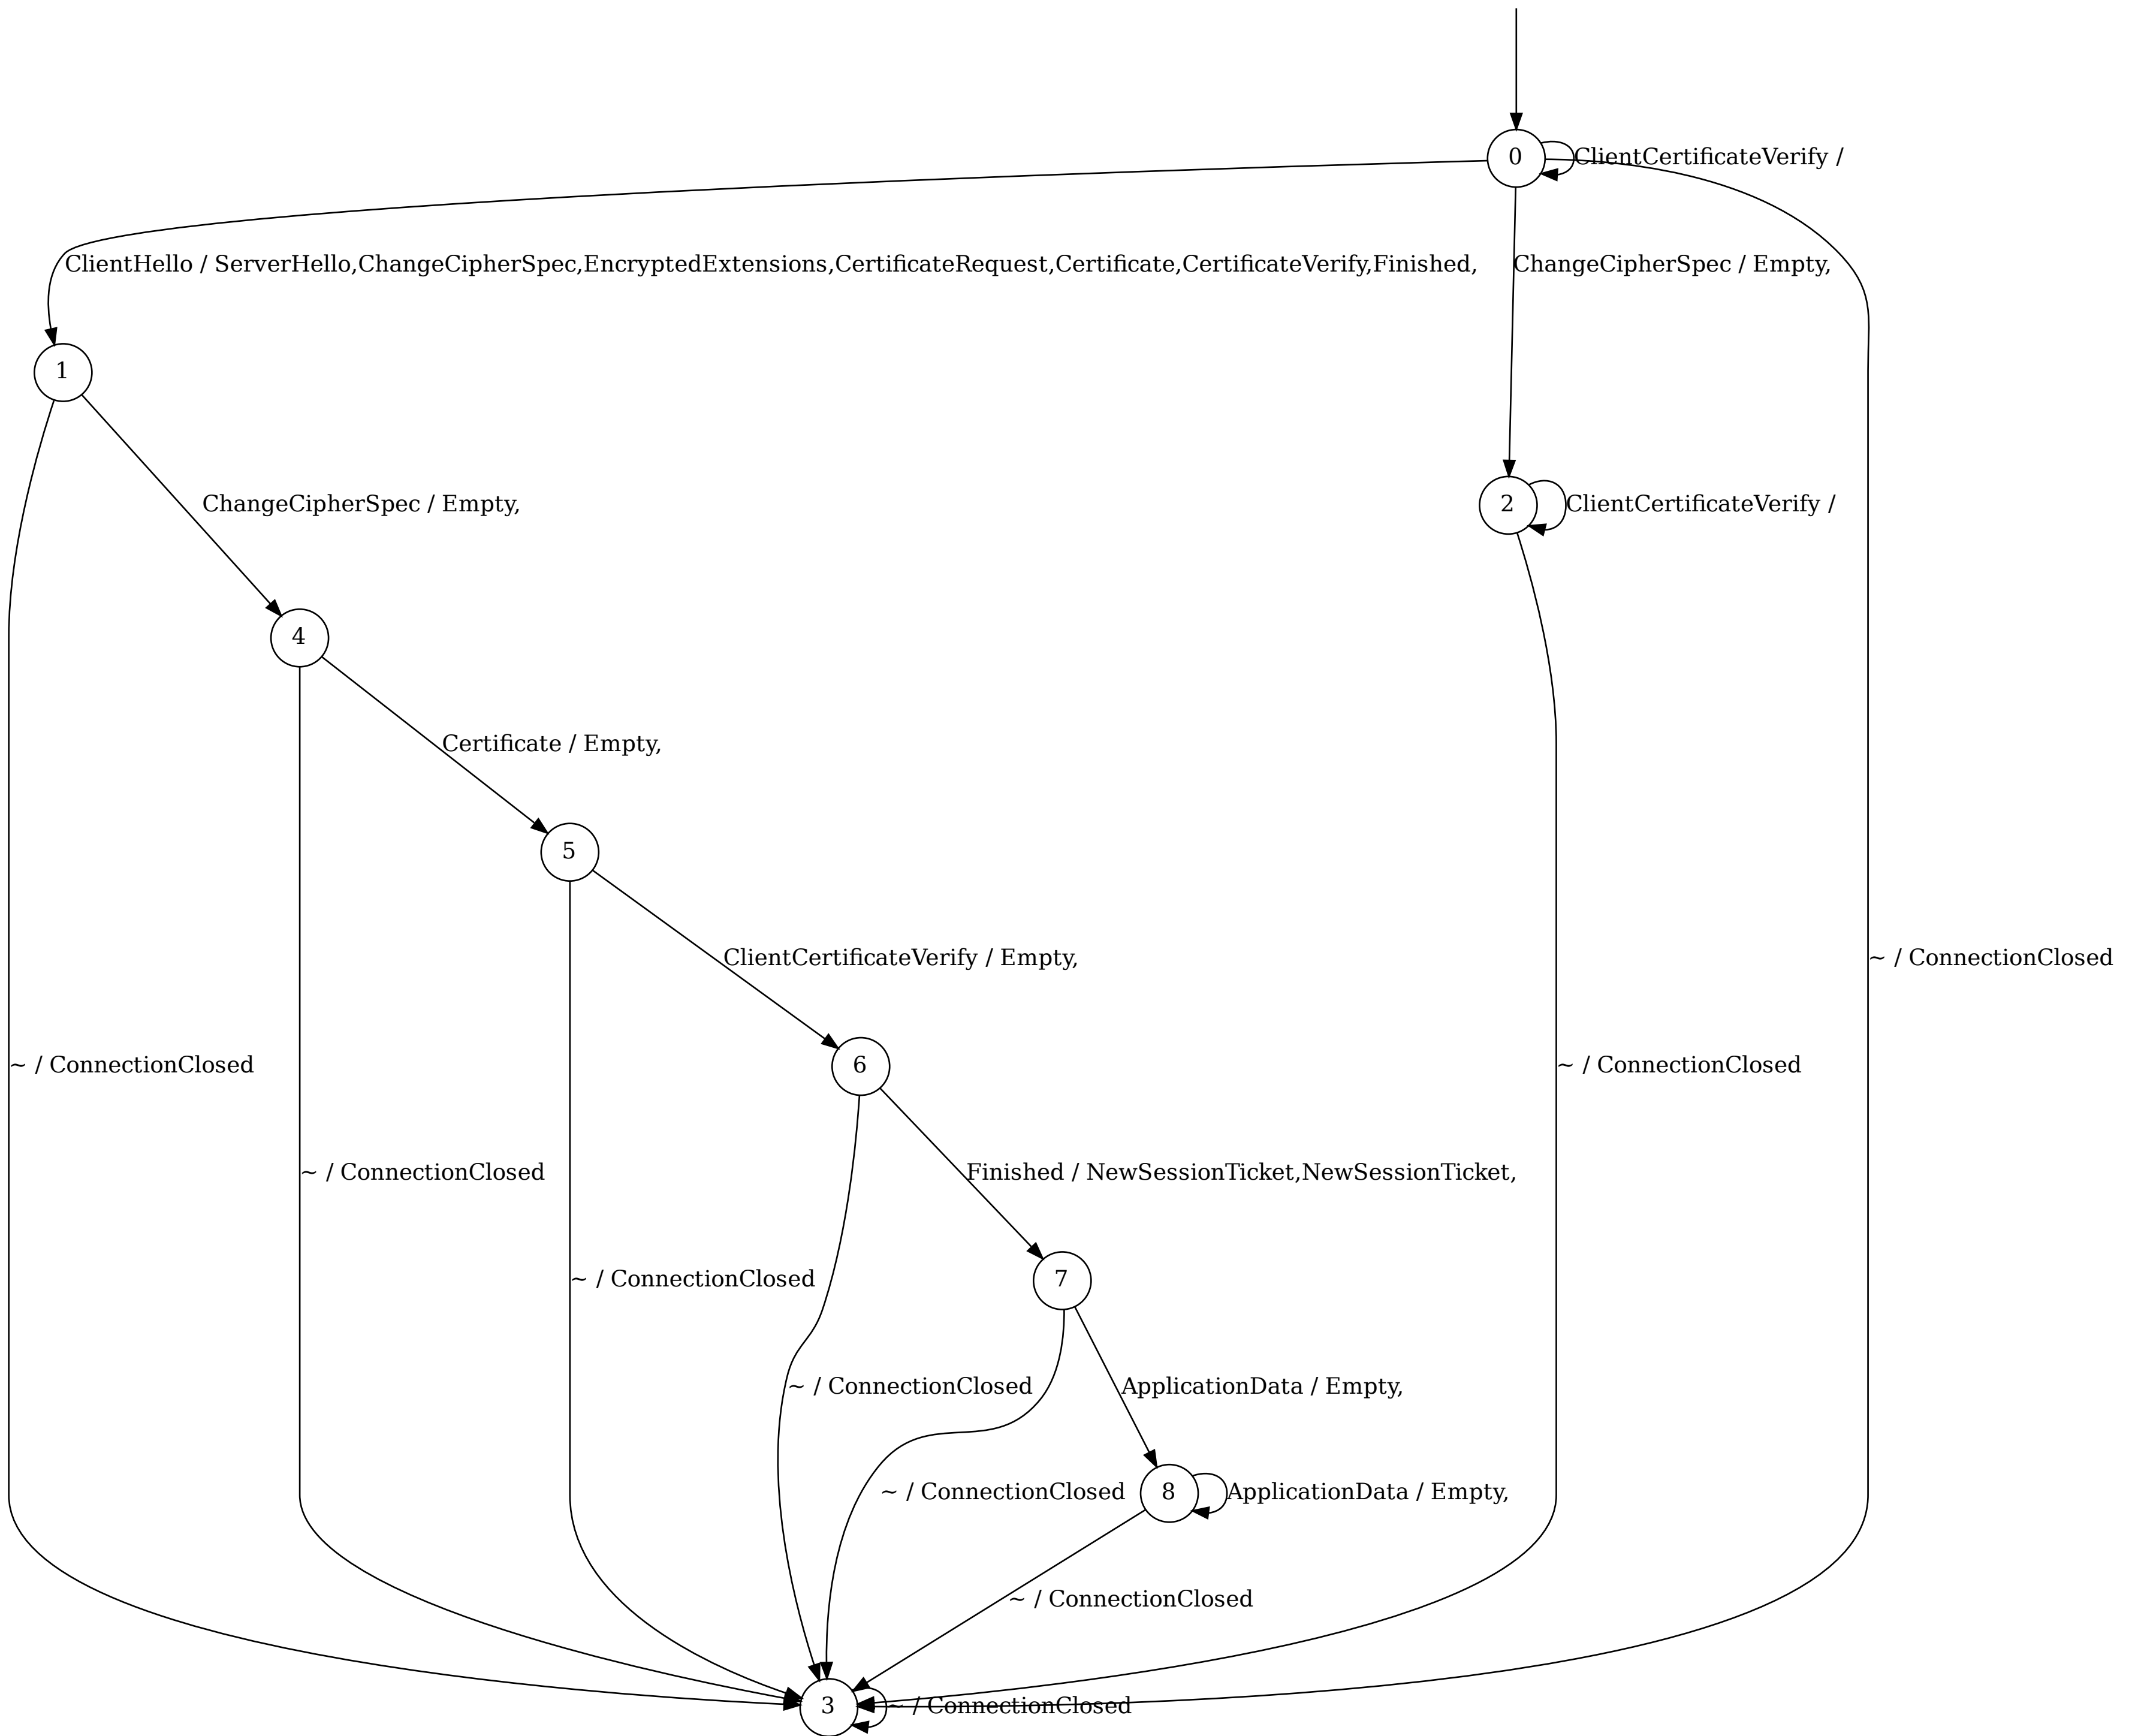 0
ClientCertificateVerify /
ClientHello / ServerHello,ChangeCipherSpec,EncryptedExtensions,CertificateRequest,Certificate,CertificateVerify,Finished,
ChangeCipherSpec / Empty,
1
ChangeCipherSpec / Empty,
2
ClientCertificateVerify /
4
Certificate / Empty,
5
ClientCertificateVerify / Empty,
~ / ConnectionClosed
~ / ConnectionClosed
6
~ / ConnectionClosed
~ / ConnectionClosed
Finished / NewSessionTicket,NewSessionTicket,
~ / ConnectionClosed
7
~ / ConnectionClosed
ApplicationData / Empty,
~ / ConnectionClosed
8
ApplicationData / Empty,
~ / ConnectionClosed
3
~ / ConnectionClosed